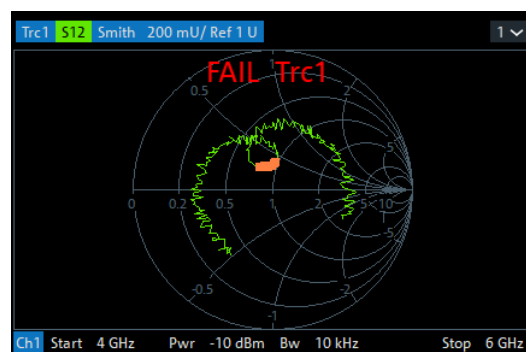 Trc1 S12 Smith 200 mU/ Ref 1 U 1
FAIL Trc1
1
0.5 2
5
0 0.2 0.5 1 2 5 10
-5
-0.5 -2
-1
Ch1 Start 4 GHz Pwr -10 dBm Bw 10 kHz Stop 6 GHz